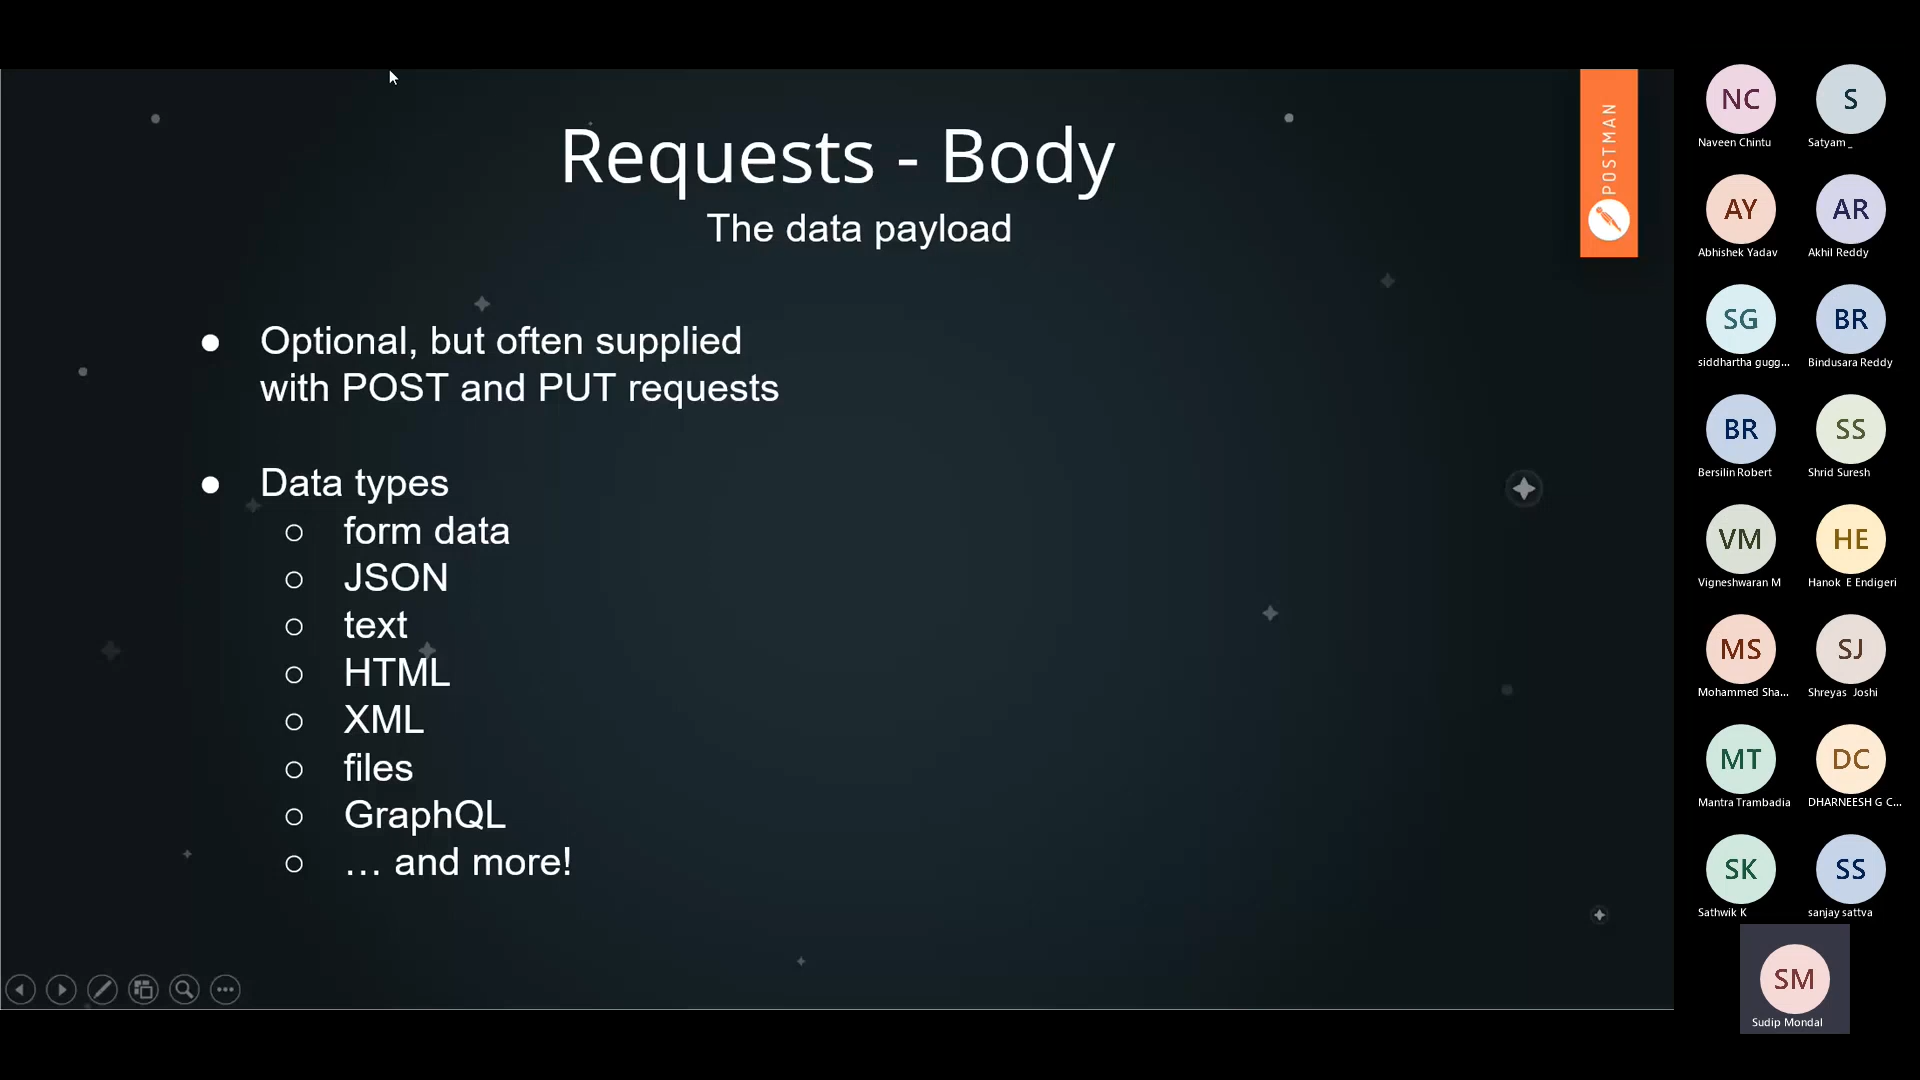 Requests - Body
The data payload
POSTMAN
● Optional, but often supplied
with POST and PUT requests
● Data types
○ form data
○ JSON
○ text
○ HTML
○ XML
○ files
○ GraphQL
○ … and more!
NC
Naveen Chintu
S
Satyam _
AY
Abhishek Yadav
AR
Akhil Reddy
SG
siddhartha gugg...
BR
Bindusara Reddy
BR
Bersilin Robert
SS
Shrid Suresh
VM
Vigneshwaran M
HE
Hanok E Endigeri
MS
Mohammed Sha...
SJ
Shreyas Joshi
MT
Mantra Trambadia
DC
DHARNEESH G C...
SK
Sathwik K
SS
sanjay sattva
SM
Sudip Mondal